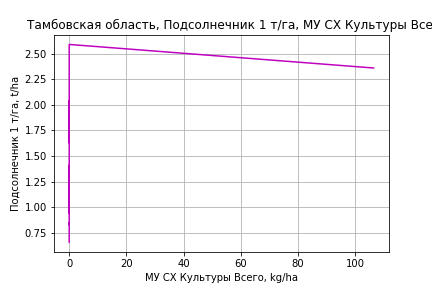 Тамбовская область, Подсолнечник 1 т/га, МУ СХ Культуры Все
2.50
2.25
2.00
1.75
1.50
1.25
1.00
0.75
Подсолнечник 1 т/га, t/ha
0 20 40 60 80 100
МУ СХ Культуры Всего, kg/ha